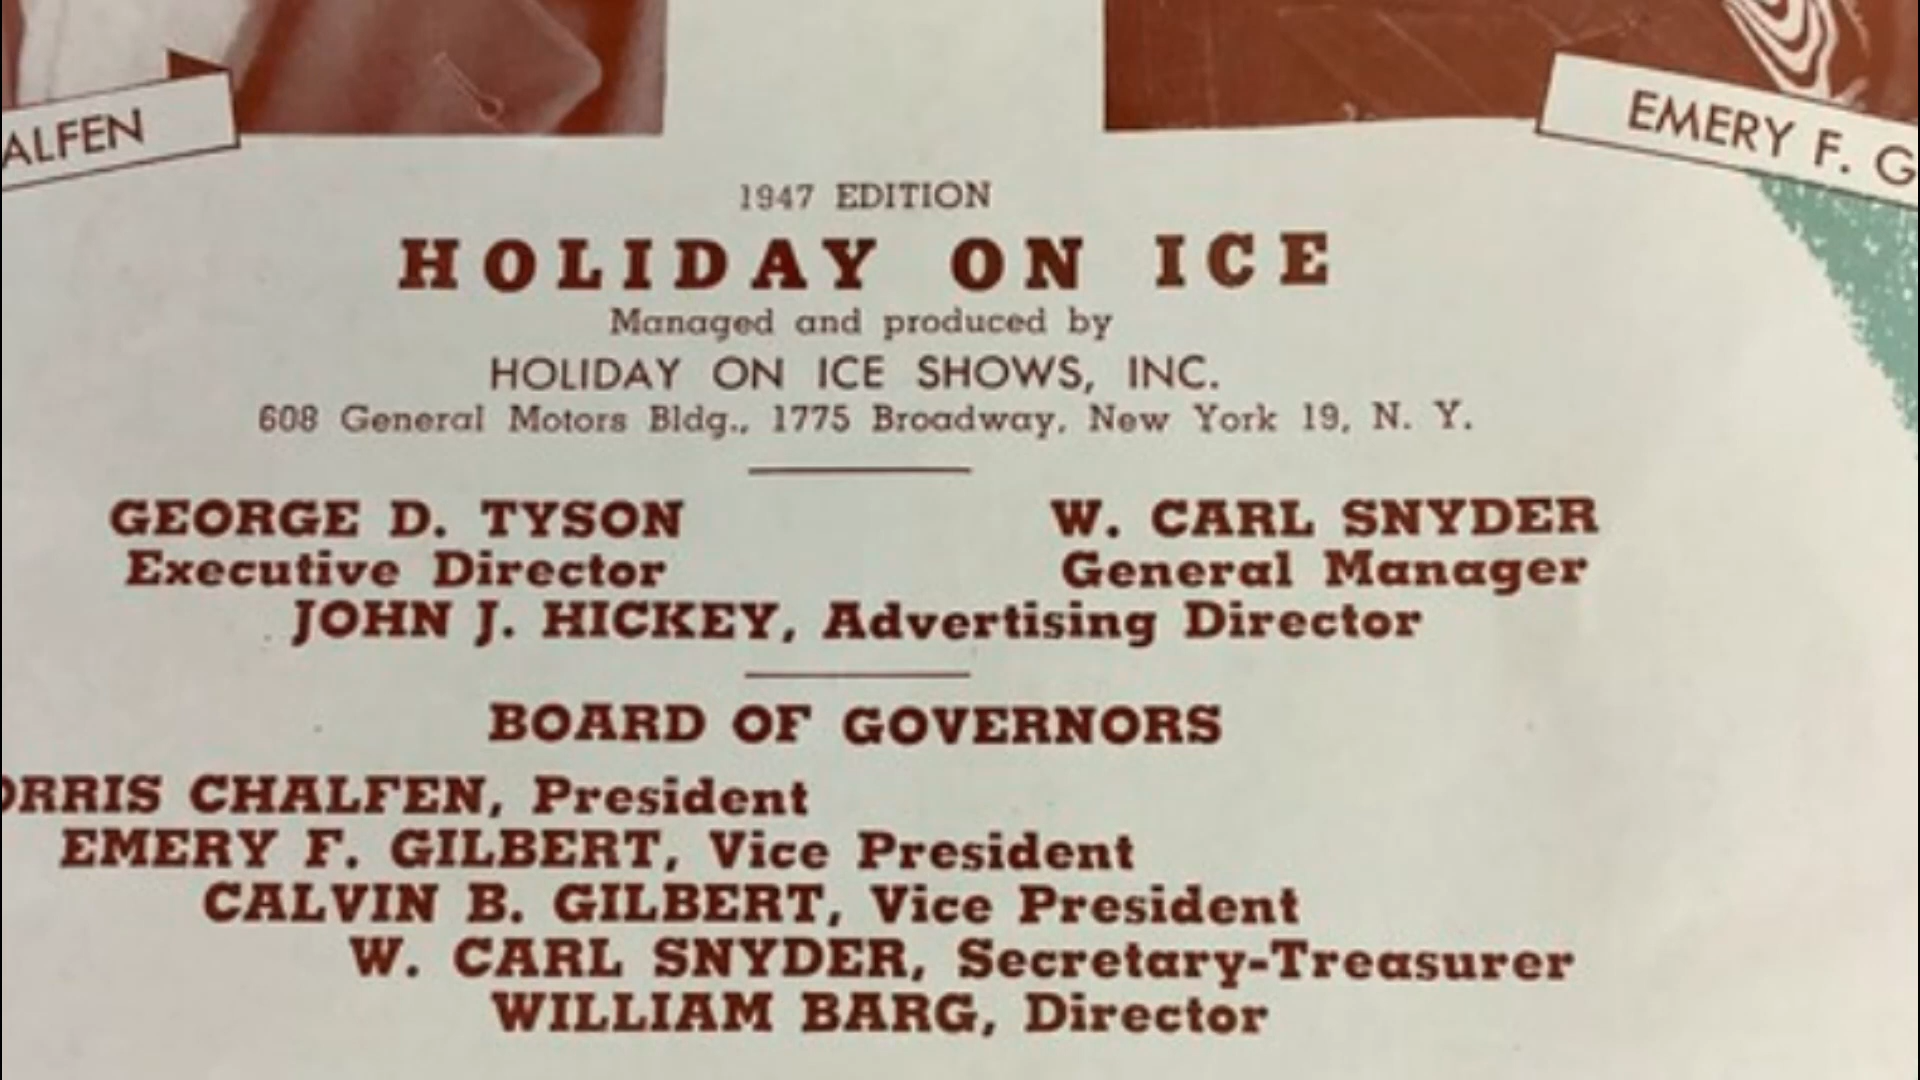 ALFEN
EMERY F. G
1947 EDITION
HOLIDAY ON ICE
Managed and produced by
HOLIDAY ON ICE SHOWS, INC.
608 General Motors Bldg., 1775 Broadway, New York 19, N. Y.
GEORGE D. TYSON
Executive Director
W. CARL SNYDER
General Manager
JOHN J. HICKEY, Advertising Director
BOARD OF GOVERNORS
ORRIS CHALFEN, President
EMERY F. GILBERT, Vice President
CALVIN B. GILBERT, Vice President
W. CARL SNYDER, Secretary-Treasurer
WILLIAM BARG, Director